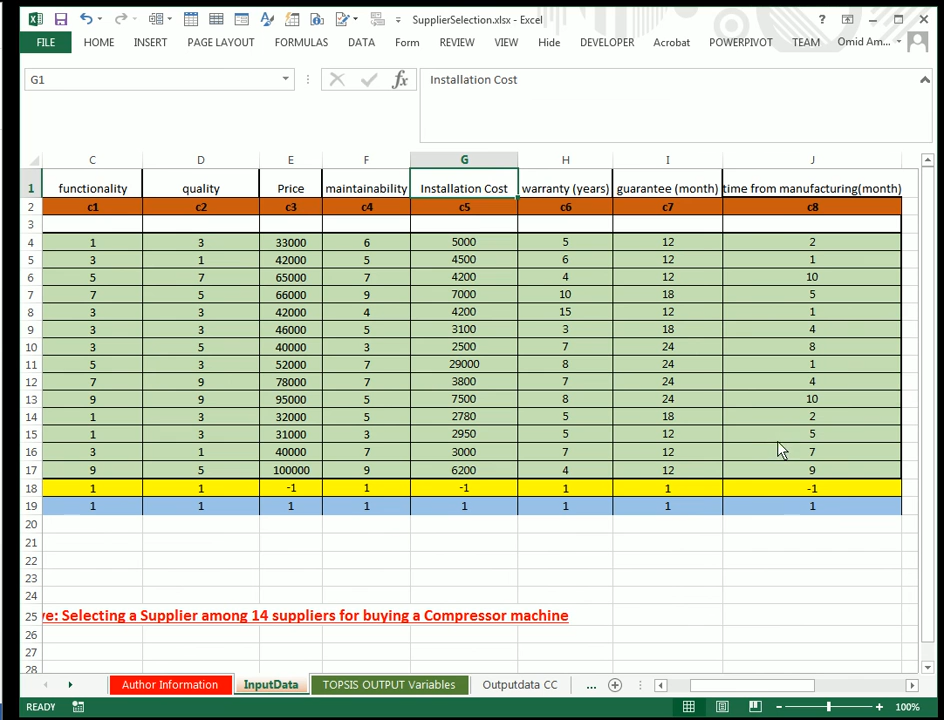 SupplierSelection.xlsx - Excel ?
FILE HOME INSERT PAGE LAYOUT FORMULAS DATA Form REVIEW VIEW Hide DEVELOPER Acrobat POWERPIVOT TEAM Omid Am...
G1 fx Installation Cost
C D E F G H I J
1 functionality quality Price maintainability Installation Cost warranty (years) guarantee (month) time from manufacturing(month)
2 c1 c2 c3 c4 c5 c6 c7 c8
3
4 1 3 33000 6 5000 5 12 2
5 3 1 42000 5 4500 6 12 1
6 5 7 65000 7 4200 4 12 10
7 7 5 66000 9 7000 10 18 5
8 3 3 42000 4 4200 15 12 1
9 3 3 46000 5 3100 3 18 4
10 3 5 40000 3 2500 7 24 8
11 5 3 52000 7 29000 8 24 1
12 7 9 78000 7 3800 7 24 4
13 9 9 95000 5 7500 8 24 10
14 1 3 32000 5 2780 5 18 2
15 1 3 31000 3 2950 5 12 5
16 3 1 40000 7 3000 7 12 7
17 9 5 100000 9 6200 4 12 9
18 1 1 -1 1 -1 1 1 -1
19 1 1 1 1 1 1 1 1
20
21
22
23
24
25 ve: Selecting a Supplier among 14 suppliers for buying a Compressor machine
26
27
28
Author Information InputData TOPSIS OUTPUT Variables Outputdata CC ...
READY 100%